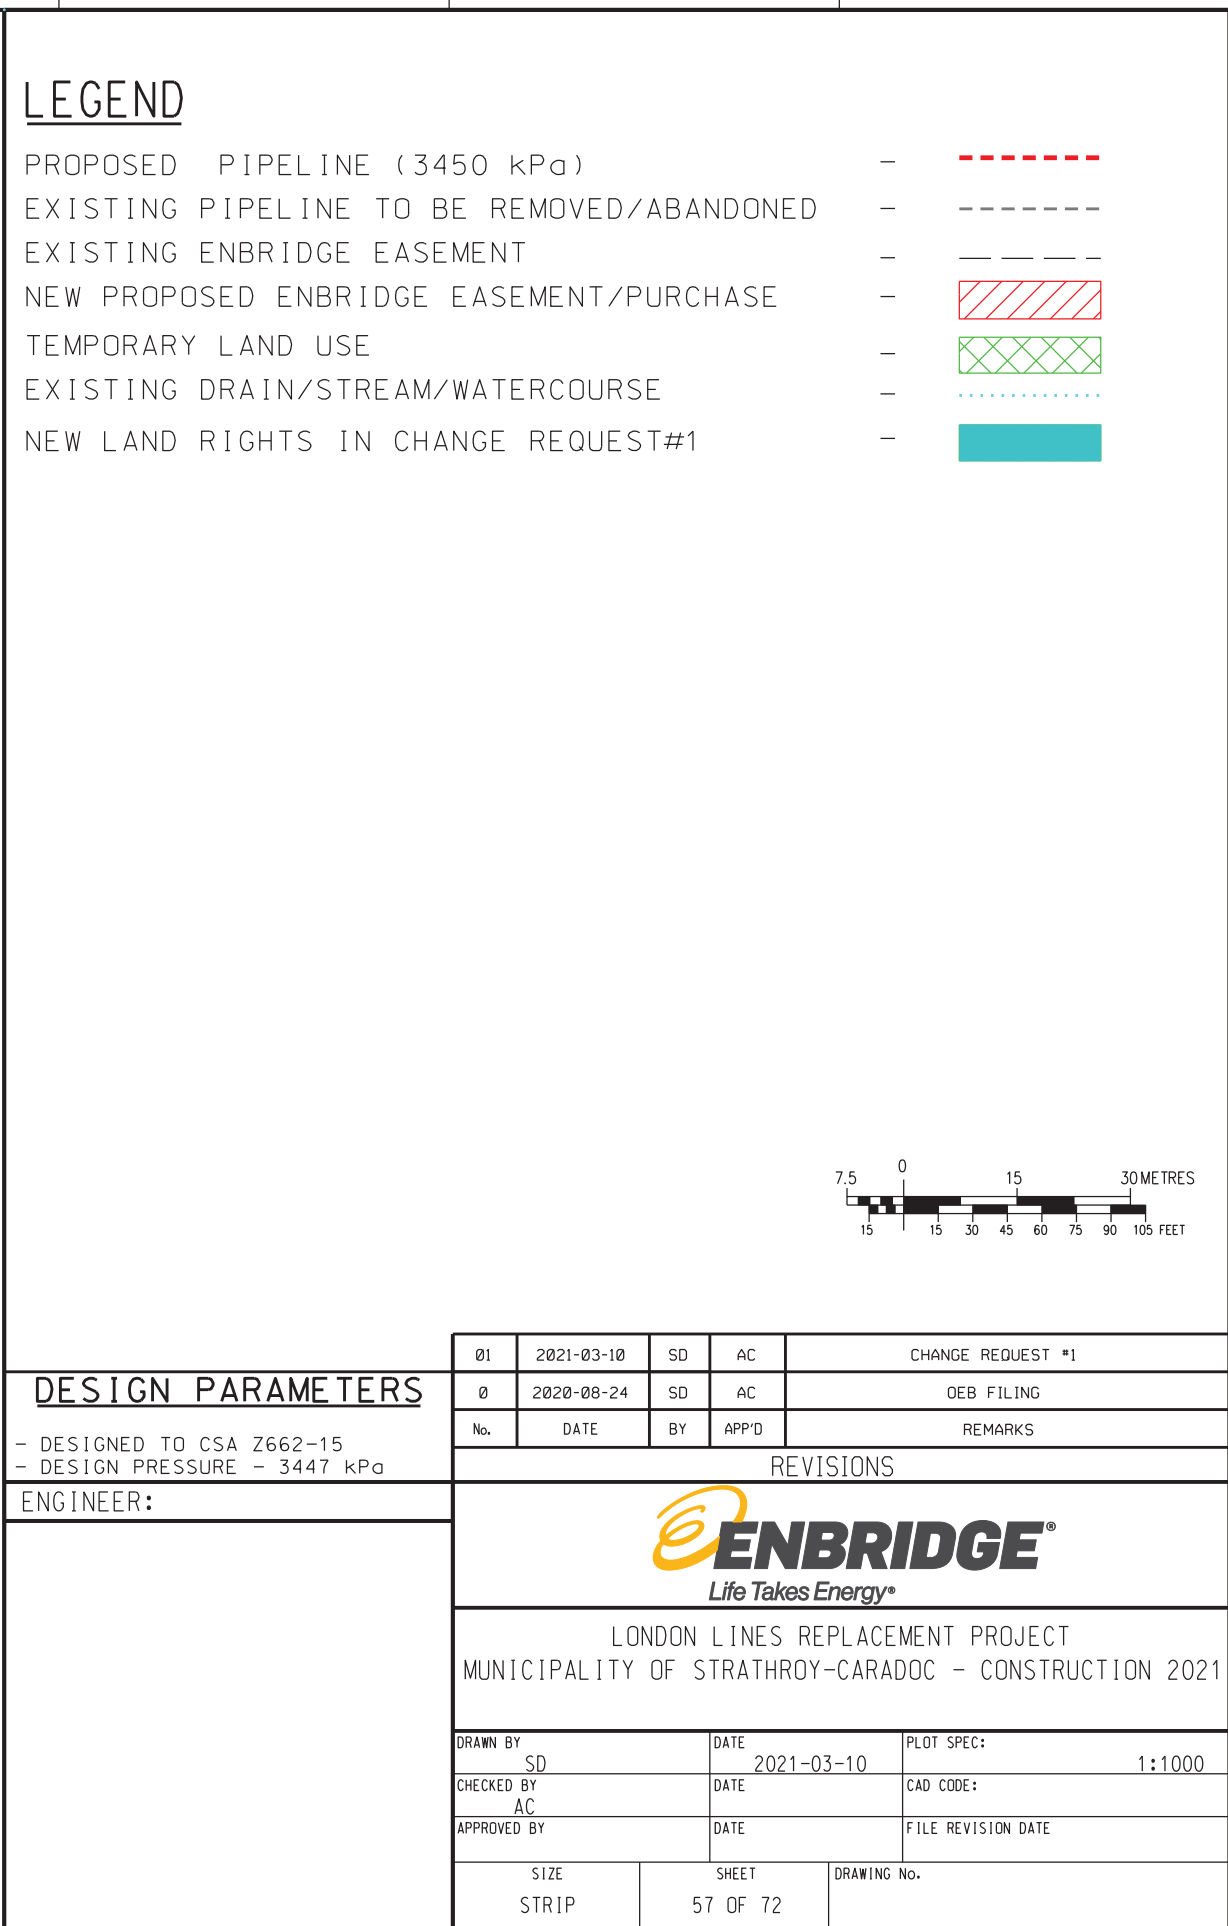 LEGEND
PROPOSED PIPELINE (3450 kPa) -
EXISTING PIPELINE TO BE REMOVED/ABANDONED -
EXISTING ENBRIDGE EASEMENT -
NEW PROPOSED ENBRIDGE EASEMENT/PURCHASE -
TEMPORARY LAND USE -
EXISTING DRAIN/STREAM/WATERCOURSE -
NEW LAND RIGHTS IN CHANGE REQUEST#1 -
7.5 0 15 30 METRES
15 15 30 45 60 75 90 105 FEET
01 2021-03-10 SD AC CHANGE REQUEST #1
0 2020-08-24 SD AC OEB FILING
No. DATE BY APP'D REMARKS
REVISIONS
DESIGN PARAMETERS
- DESIGNED TO CSA Z662-15
- DESIGN PRESSURE - 3447 kPa
ENGINEER:
ENBRIDGE®
Life Takes Energy®
LONDON LINES REPLACEMENT PROJECT
MUNICIPALITY OF STRATHROY-CARADOC - CONSTRUCTION 2021
DRAWN BY DATE PLOT SPEC:
SD 2021-03-10 1:1000
CHECKED BY DATE CAD CODE:
AC
APPROVED BY DATE FILE REVISION DATE
SIZE SHEET DRAWING No.
STRIP 57 OF 72